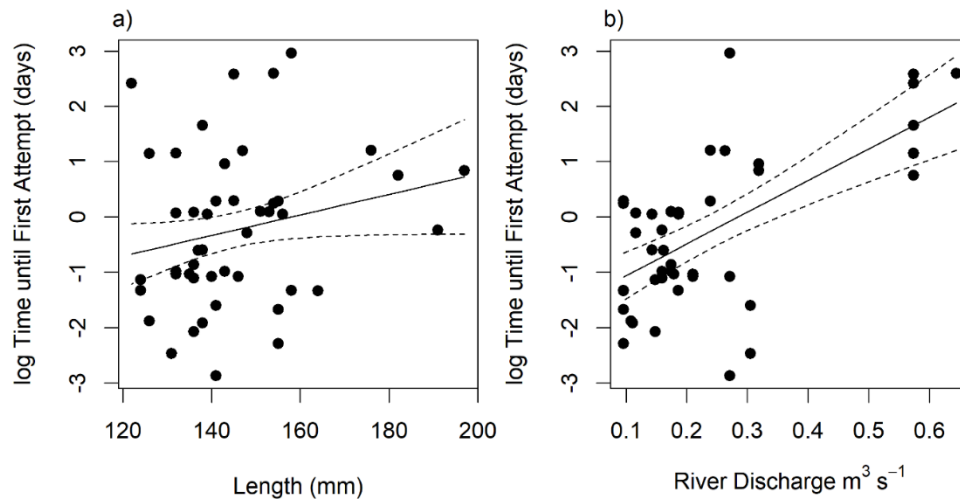 a)
log Time until First Attempt (days)
3
2
1
0
-1
-2
-3
120 140 160 180 200
Length (mm)
b)
log Time until First Attempt (days)
3
2
1
0
-1
-2
-3
0.1 0.2 0.3 0.4 0.5 0.6
River Discharge m³ s⁻¹